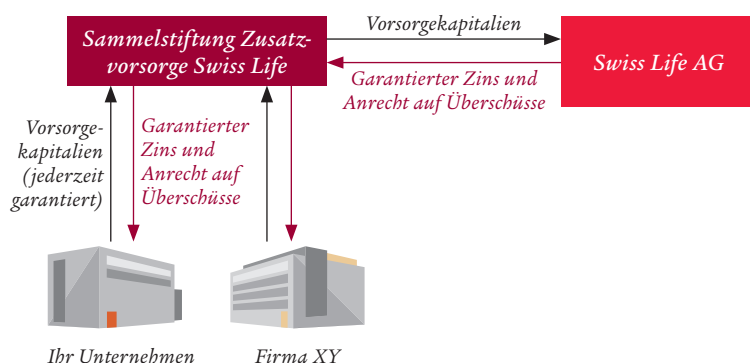 Sammelstiftung Zusatz-
vorsorge Swiss Life
Vorsorgekapitalien
Garantierter Zins und
Anrecht auf Überschüsse
Swiss Life AG
Vorsorge-
kapitalien
(jederzeit
garantiert)
Garantierter
Zins und
Anrecht auf
Überschüsse
Ihr Unternehmen
Firma XY